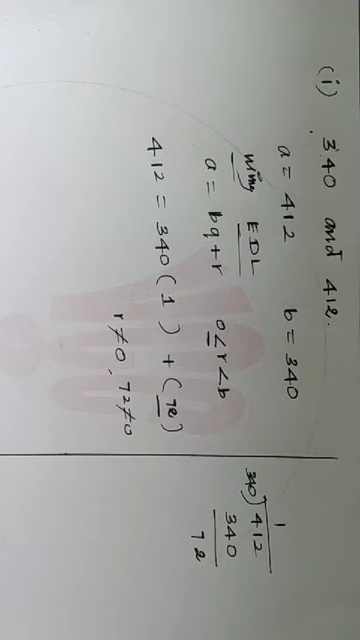 (i) 340 and 412.
a = 412 b = 340
using EDL
a = bq + r 0 ≤ r < b
412 = 340 ( 1 ) + ( 72 )
r ≠ 0, 72 ≠ 0
1
340) 412
340
72